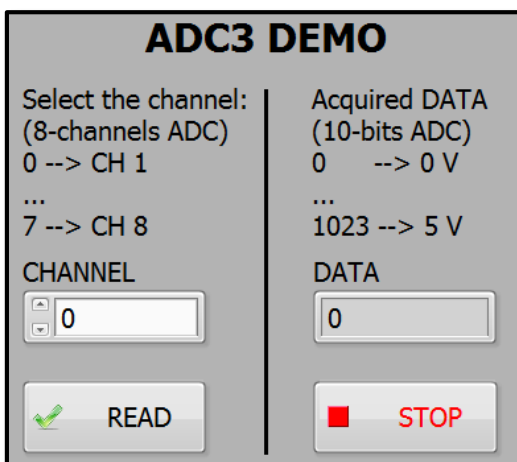 ADC3 DEMO
Select the channel:
(8-channels ADC)
0 --> CH 1
...
7 --> CH 8
CHANNEL
0
READ
Acquired DATA
(10-bits ADC)
0 --> 0 V
...
1023 --> 5 V
DATA
0
STOP